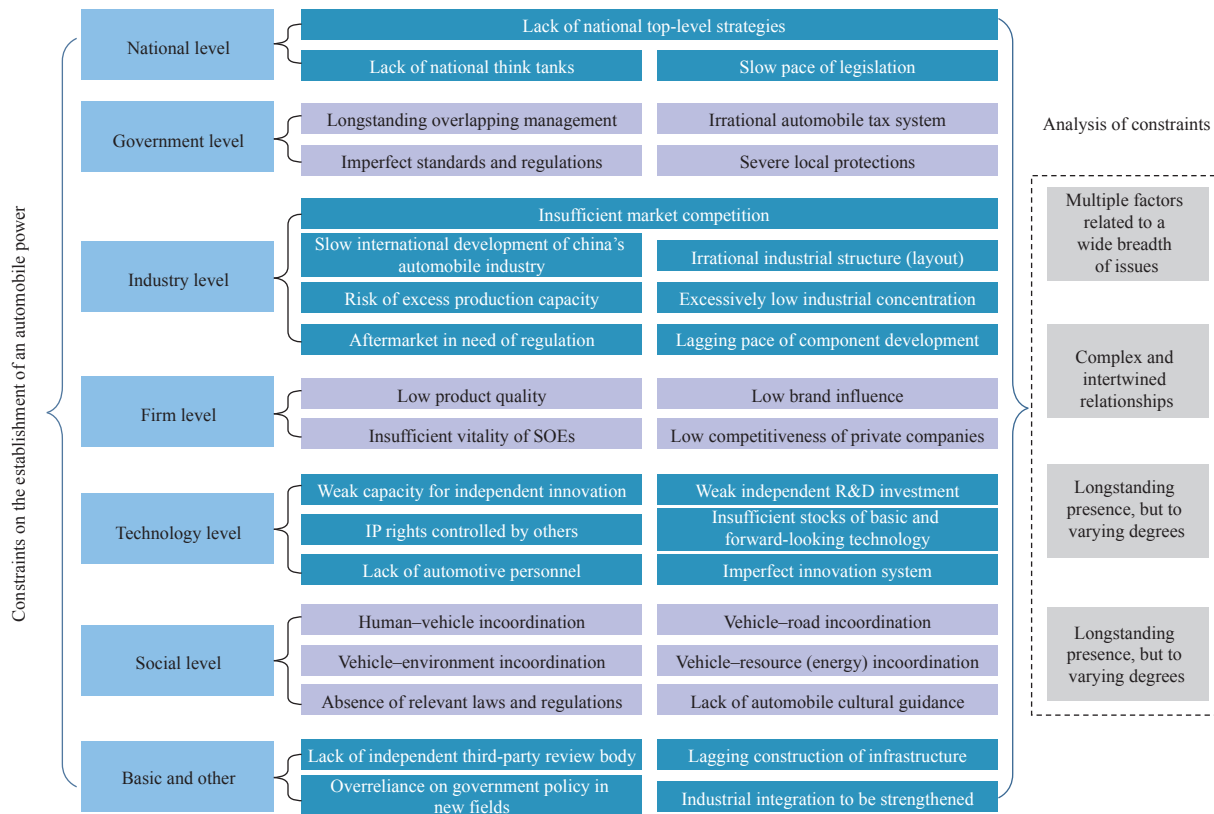 Constraints on the establishment of an automobile power
National level
Lack of national top-level strategies
Lack of national think tanks
Slow pace of legislation
Government level
Longstanding overlapping management
Irrational automobile tax system
Imperfect standards and regulations
Severe local protections
Industry level
Insufficient market competition
Slow international development of china's
automobile industry
Irrational industrial structure (layout)
Risk of excess production capacity
Excessively low industrial concentration
Aftermarket in need of regulation
Lagging pace of component development
Firm level
Low product quality
Low brand influence
Insufficient vitality of SOEs
Low competitiveness of private companies
Technology level
Weak capacity for independent innovation
Weak independent R&D investment
IP rights controlled by others
Insufficient stocks of basic and
forward-looking technology
Lack of automotive personnel
Imperfect innovation system
Social level
Human–vehicle incoordination
Vehicle–road incoordination
Vehicle–environment incoordination
Vehicle–resource (energy) incoordination
Absence of relevant laws and regulations
Lack of automobile cultural guidance
Basic and other
Lack of independent third-party review body
Lagging construction of infrastructure
Overreliance on government policy in
new fields
Industrial integration to be strengthened
Analysis of constraints
Multiple factors
related to a
wide breadth
of issues
Complex and
intertwined
relationships
Longstanding
presence, but to
varying degrees
Longstanding
presence, but to
varying degrees